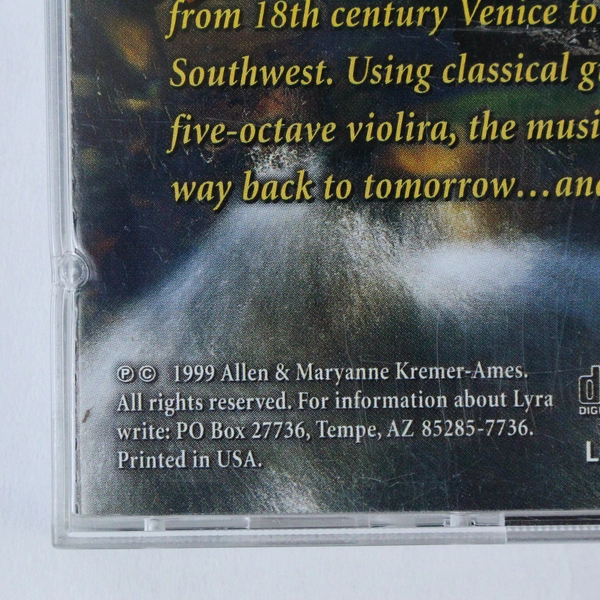 from 18th century Venice to
Southwest. Using classical
five-octave violira, the
way back to tomorrow...
℗ © 1999 Allen & Maryanne Kremer-Ames.
All rights reserved. For information about Lyra
write: PO Box 27736, Tempe, AZ 85285-7736.
Printed in USA.